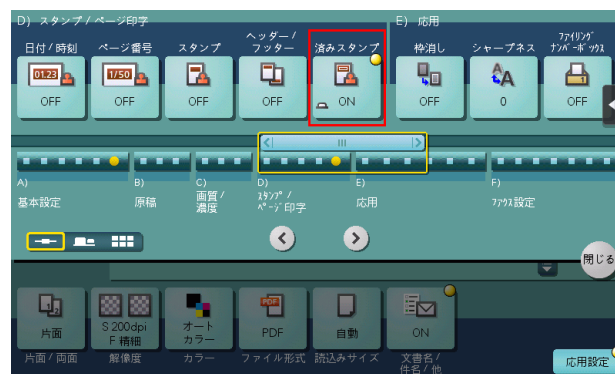 D) スタンプ / ページ印字
E) 応用
日付 / 時刻
ページ番号
スタンプ
ヘッダー /
フッター
済みスタンプ
枠消し
シャープネス
ファイリング
ナンバーボックス
01.23
1/50
A
OFF
OFF
OFF
OFF
ON
OFF
0
OFF
A)
基本設定
B)
原稿
C)
画質 /
濃度
D)
スタンプ /
ページ印字
E)
応用
F)
ファクス設定
閉じる
片面
S 200dpi
F 精細
オート
カラー
PDF
自動
ON
片面 / 両面
解像度
カラー
ファイル形式
読込みサイズ
文書名 /
件名 / 他
応用設定